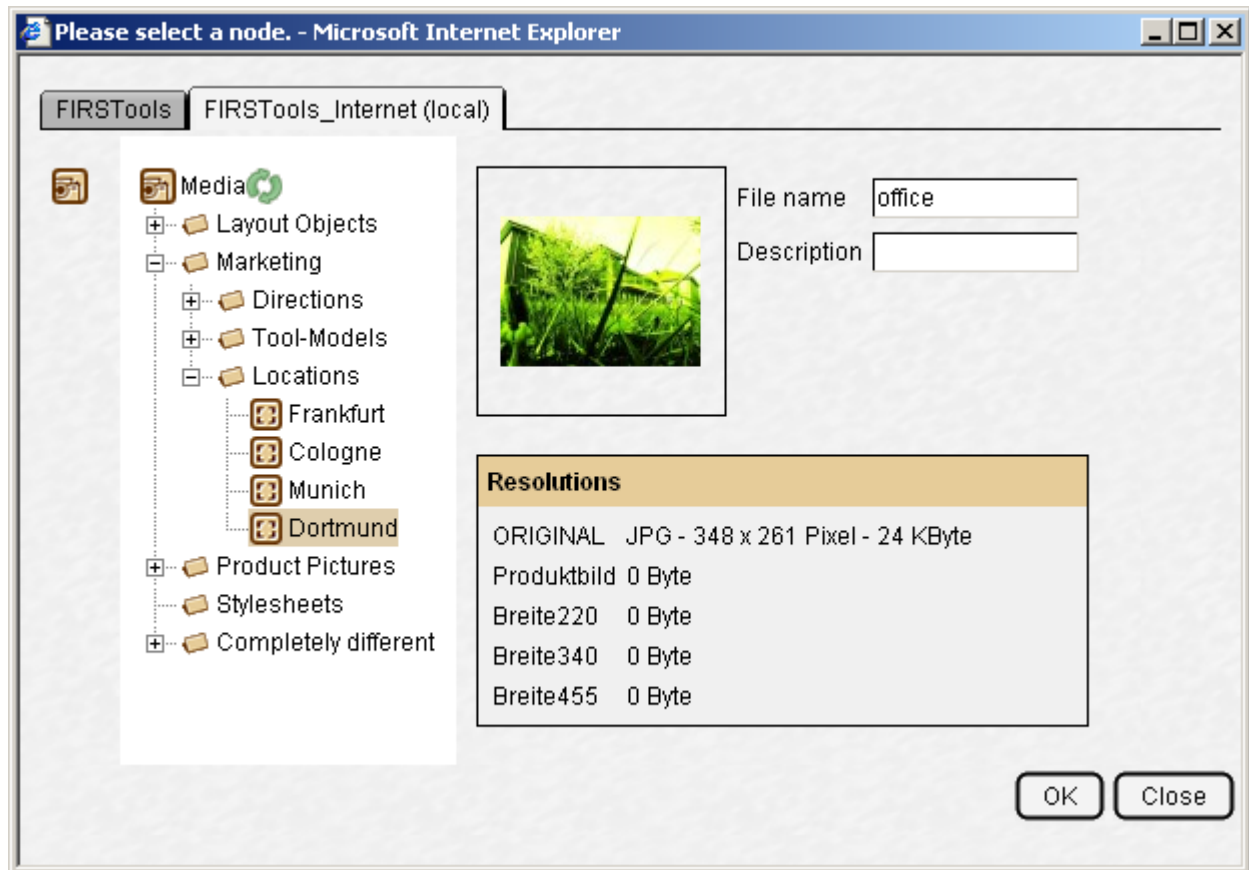 Please select a node. - Microsoft Internet Explorer
FIRSTools
FIRSTools_Internet (local)
Media
Layout Objects
Marketing
Directions
Tool-Models
Locations
Frankfurt
Cologne
Munich
Dortmund
Product Pictures
Stylesheets
Completely different
File name office
Description
Resolutions
ORIGINAL JPG - 348 x 261 Pixel - 24 KByte
Produktbild 0 Byte
Breite220 0 Byte
Breite340 0 Byte
Breite455 0 Byte
OK Close